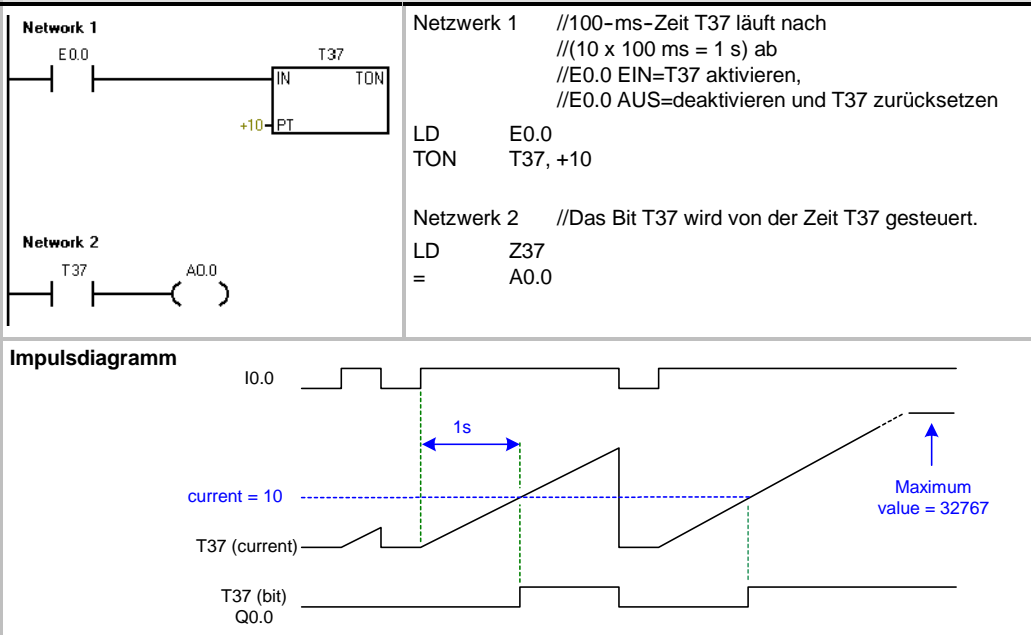 Network 1
E0.0
T37
IN TON
+10 PT
Network 2
T37 A0.0
Netzwerk 1 //100-ms-Zeit T37 läuft nach
//(10 x 100 ms = 1 s) ab
//E0.0 EIN=T37 aktivieren,
//E0.0 AUS=deaktivieren und T37 zurücksetzen
LD E0.0
TON T37, +10
Netzwerk 2 //Das Bit T37 wird von der Zeit T37 gesteuert.
LD Z37
= A0.0
Impulsdiagramm
I0.0
1s
current = 10
Maximum
value = 32767
T37 (current)
T37 (bit)
Q0.0